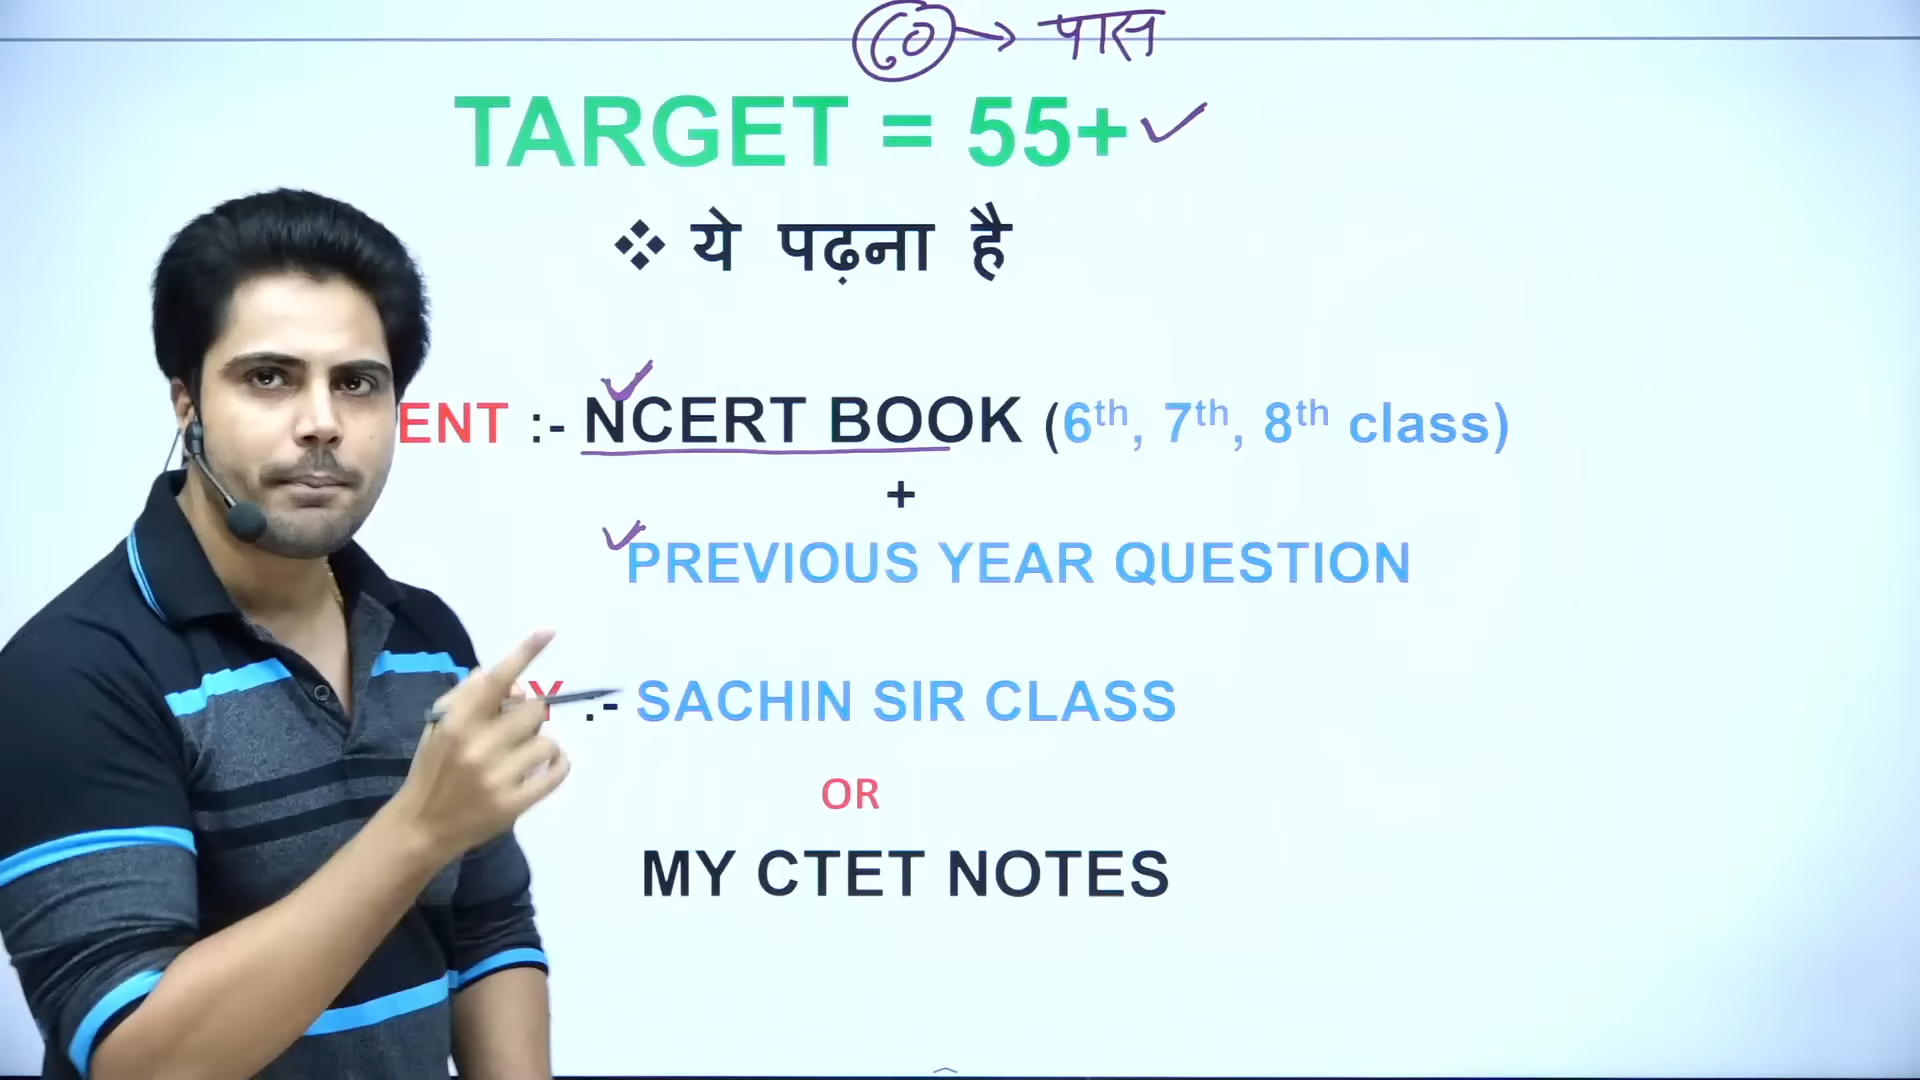 60 → पास
TARGET = 55+ ✓
❖ ये पढ़ना है
ENT :- NCERT BOOK (6th, 7th, 8th class)
+
PREVIOUS YEAR QUESTION
Y :- SACHIN SIR CLASS
OR
MY CTET NOTES